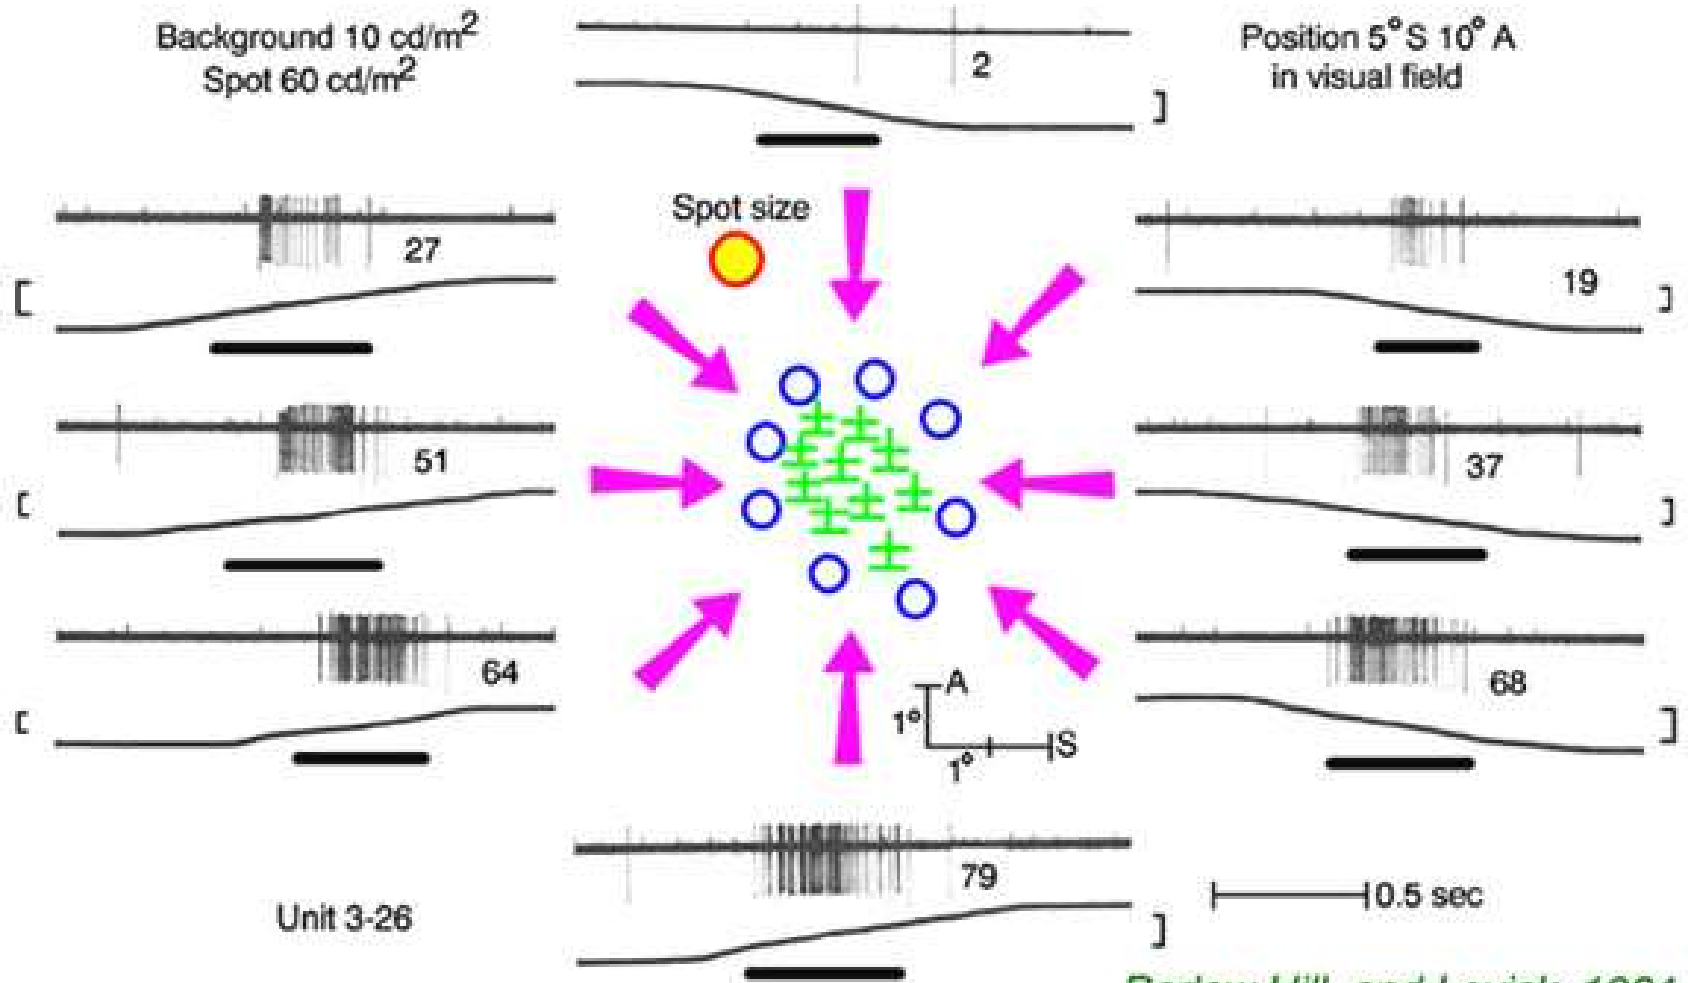 Background 10 cd/m²
Spot 60 cd/m²
2
Position 5° S 10° A
in visual field
27
Spot size
19
51
37
64
68
A
1°
1°
S
79
Unit 3-26
0.5 sec